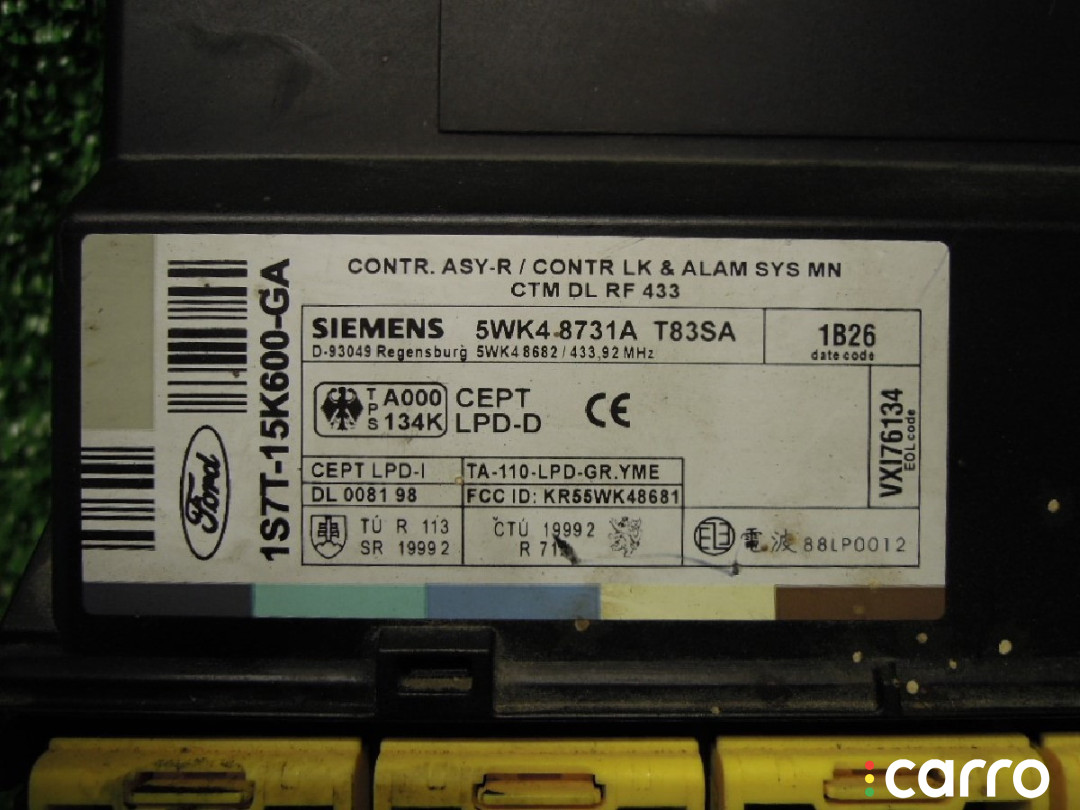 CONTR. ASY-R / CONTR LK & ALAM SYS MN
CTM DL RF 433
SIEMENS 5WK4 8731A T83SA
D-93049 Regensburg 5WK48682 / 433,92 MHz
1B26
date code
TPS A000
134K
CEPT
LPD-D
CE
VXI76134
EOL code
CEPT LPD-I
DL 0081 98
TA-110-LPD-GR.YME
FCC ID: KR55WK48681
TÚ R 113
SR 1999 2
ČTÚ 1999 2
R 71
電波 88LP0012
1S7T-15K600-GA
Ford
carro